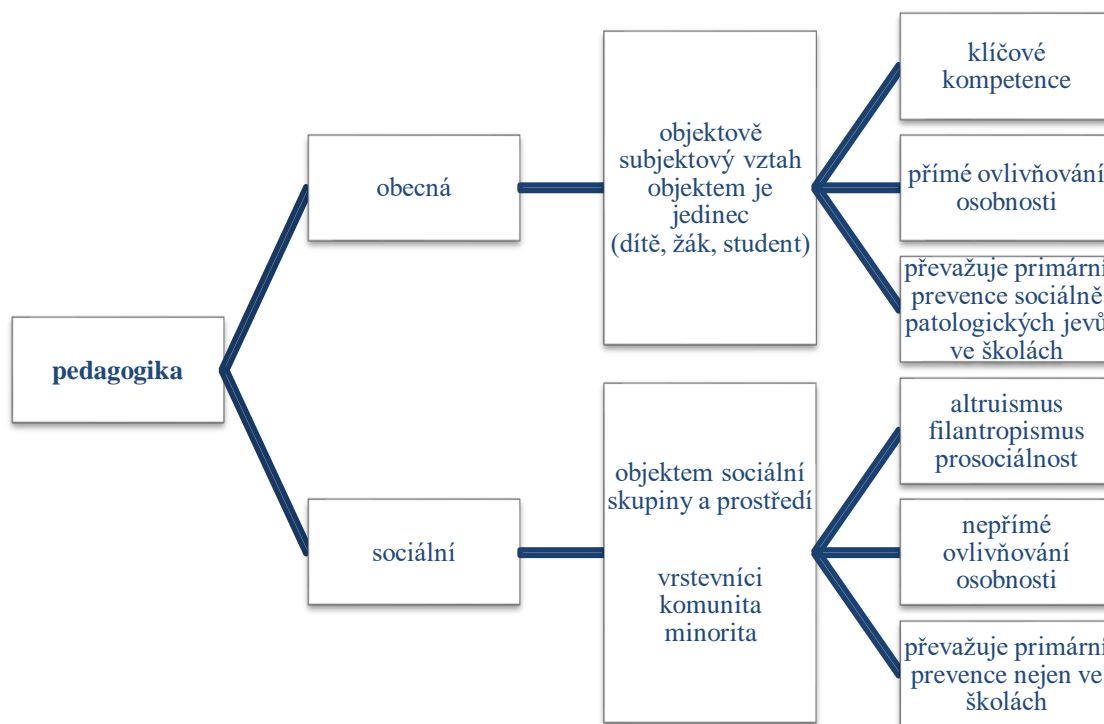 pedagogika
obecná
objektově
subjektový vztah
objektem je
jedinec
(dítě, žák, student)
klíčové
kompetence
přímé ovlivňování
osobnosti
převažuje primární
prevence sociálně
patologických jevů
ve školách
sociální
objektem sociální
skupiny a prostředí
vrstevníci
komunita
minorita
altruismus
filantropismus
prosociálnost
nepřímé
ovlivňování
osobnosti
převažuje primární
prevence nejen ve
školách